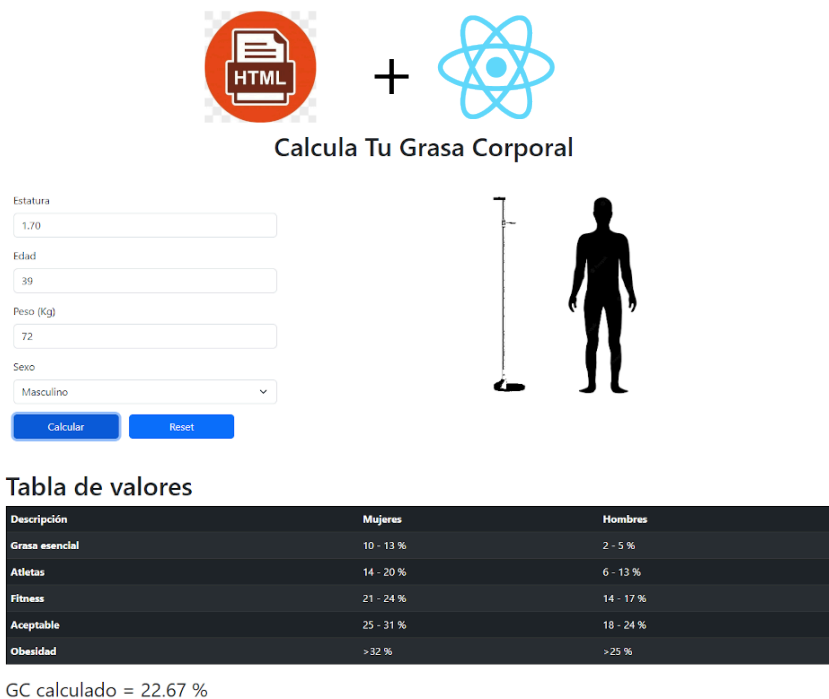 HTML
+
Calcula Tu Grasa Corporal
Estatura
1.70
Edad
39
Peso (Kg)
72
Sexo
Masculino
Calcular Reset
Tabla de valores
Descripción Mujeres Hombres
Grasa esencial 10 - 13 % 2 - 5 %
Atletas 14 - 20 % 6 - 13 %
Fitness 21 - 24 % 14 - 17 %
Aceptable 25 - 31 % 18 - 24 %
Obesidad >32 % >25 %
GC calculado = 22.67 %